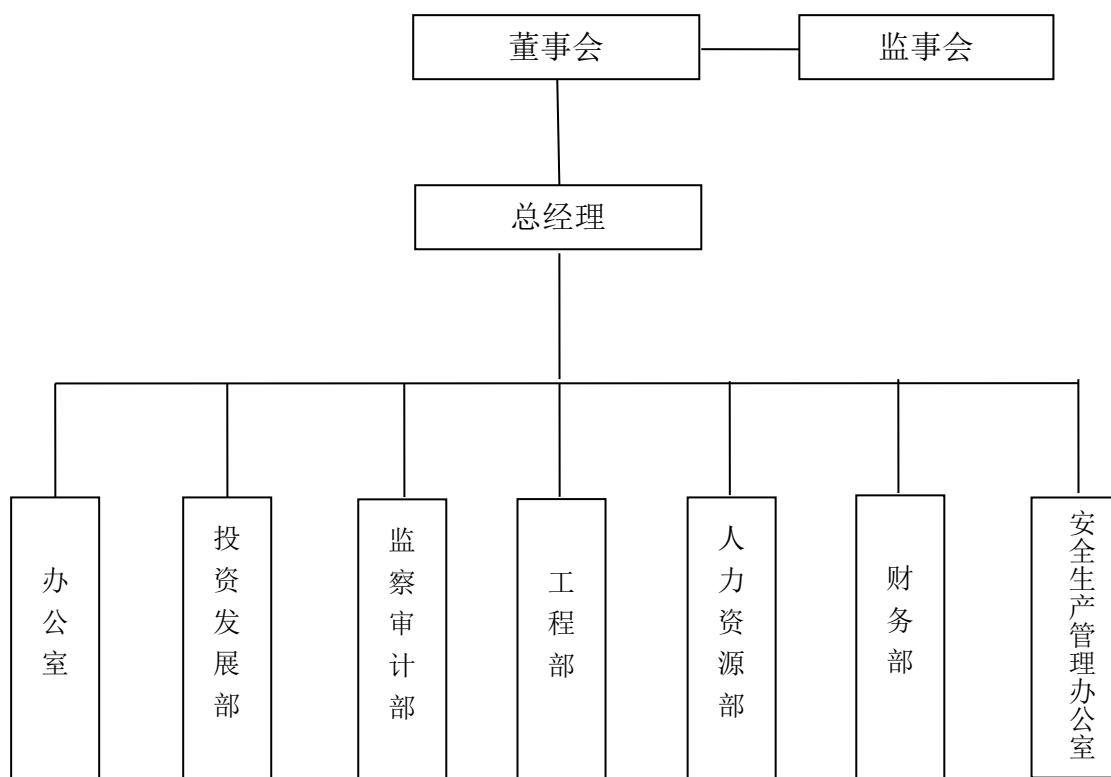 董事会
监事会
总经理
办公室
投资发展部
监察审计部
工程部
人力资源部
财务部
安全生产管理办公室